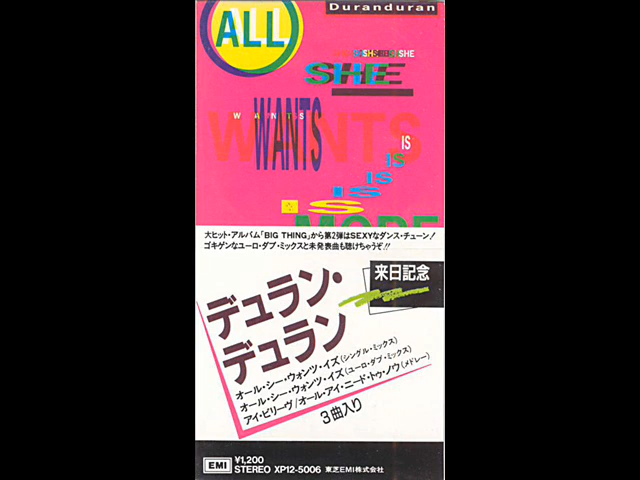 ALL
Duranduran
SHE
SHE
WANTS
WANTS
WANTS
IS
IS
IS
IS
IS
MORE
大ヒット・アルバム「BIG THING」から第2弾はSEXYなダンス・チューン!
ゴキゲンなユーロ・ダブ・ミックスと未発表曲も聴けちゃうぞ!!
来日記念
デュラン・
デュラン
オール・シー・ウォンツ・イズ(シングル・ミックス)
オール・シー・ウォンツ・イズ(ユーロ・ダブ・ミックス)
アイ・ビリーヴ/オール・アイ・ニード・トゥ・ノウ(メドレー)
3曲入り
EMI
¥1,200
STEREO XP12-5006 東芝EMI株式会社